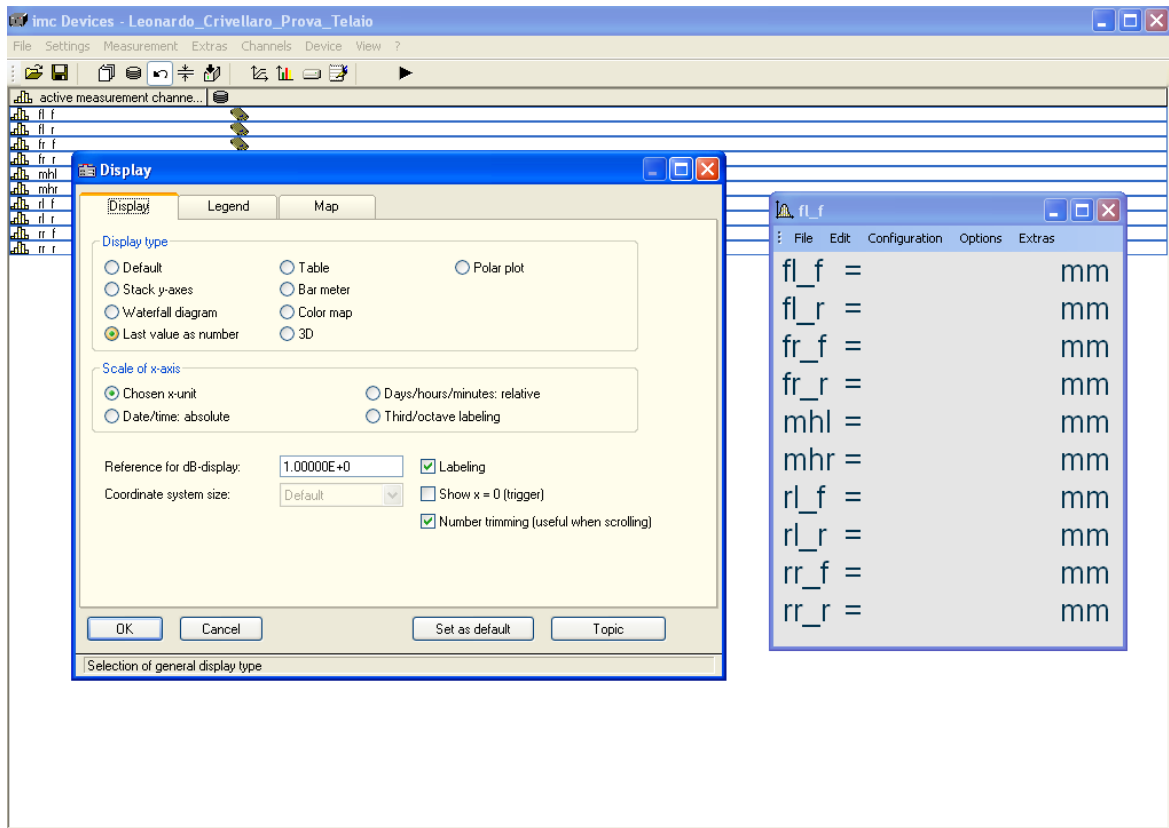 imc Devices - Leonardo_Crivellaro_Prova_Telaio
File Settings Measurement Extras Channels Device View ?
active measurement channe...
fl f
fl r
fr f
fr r
mhl
mhr
rl f
rl r
rr f
rr r
Display
Display Legend Map
Display type
Default Table Polar plot
Stack y-axes Bar meter
Waterfall diagram Color map
Last value as number 3D
Scale of x-axis
Chosen x-unit Days/hours/minutes: relative
Date/time: absolute Third/octave labeling
Reference for dB-display: 1.00000E+0 Labeling
Coordinate system size: Default Show x = 0 (trigger)
Number trimming (useful when scrolling)
OK Cancel Set as default Topic
Selection of general display type
fl_f
File Edit Configuration Options Extras
fl_f = mm
fl_r = mm
fr_f = mm
fr_r = mm
mhl = mm
mhr = mm
rl_f = mm
rl_r = mm
rr_f = mm
rr_r = mm